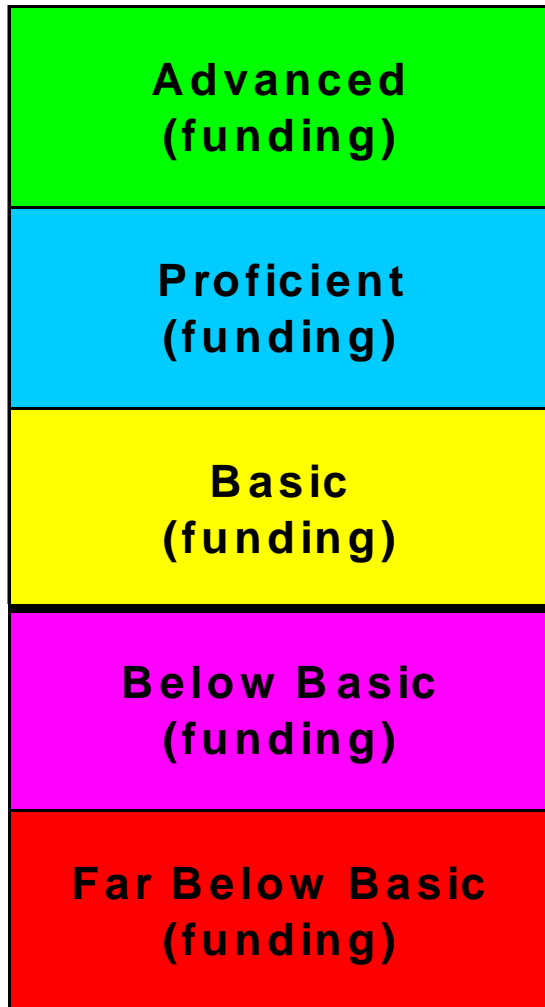 Advanced
(funding)
Proficient
(funding)
Basic
(funding)
Below Basic
(funding)
Far Below Basic
(funding)